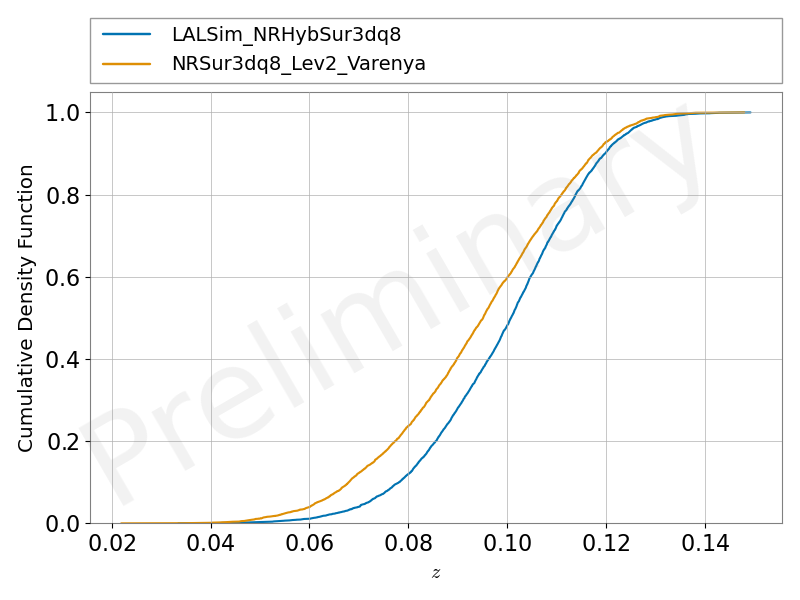 LALSim_NRHybSur3dq8
NRSur3dq8_Lev2_Varenya
Preliminary
Cumulative Density Function
1.0
0.8
0.6
0.4
0.2
0.0
0.02 0.04 0.06 0.08 0.10 0.12 0.14
z